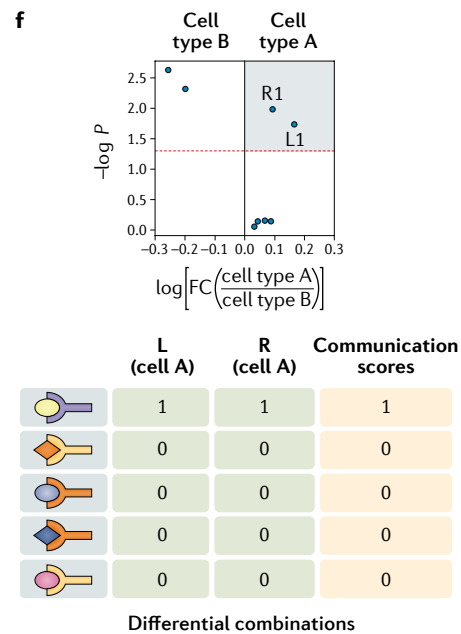 f
Cell type B
Cell type A
2.5
2.0
1.5
1.0
0.5
0.0
–log P
R1
L1
–0.3 –0.2 –0.1 0.0 0.1 0.2 0.3
log[FC(cell type A / cell type B)]
L (cell A)
R (cell A)
Communication scores
1 1 1
0 0 0
0 0 0
0 0 0
0 0 0
Differential combinations